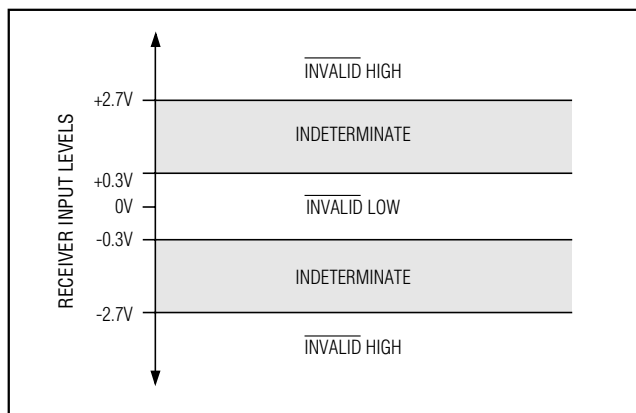 INVALID HIGH
+2.7V
INDETERMINATE
+0.3V
0V
INVALID LOW
-0.3V
INDETERMINATE
-2.7V
INVALID HIGH
RECEIVER INPUT LEVELS